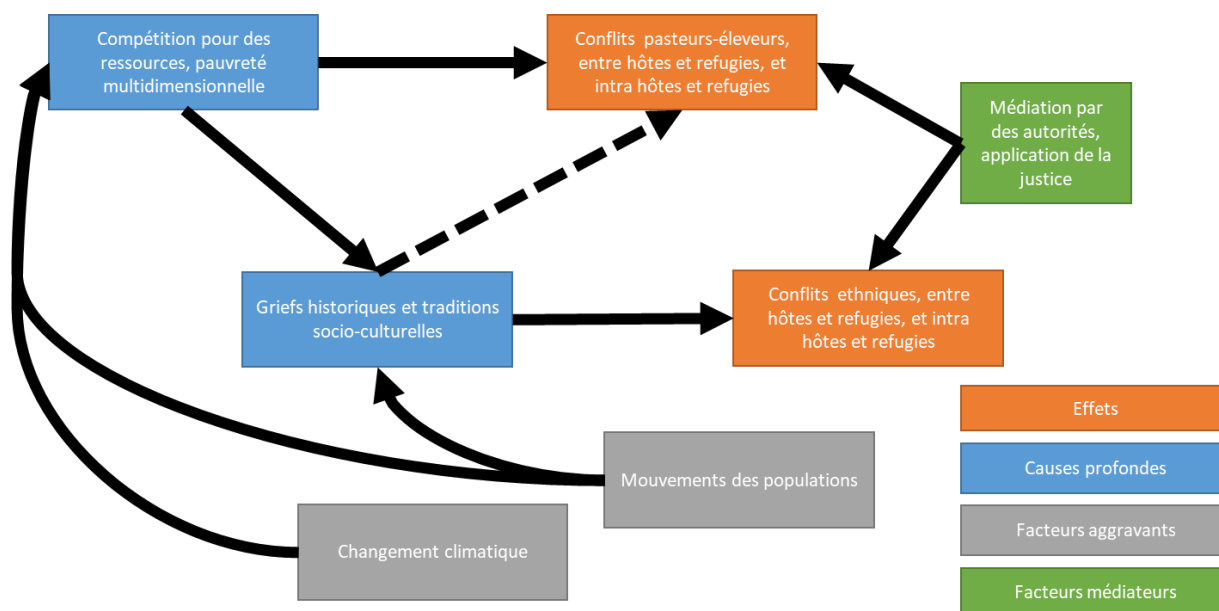 Compétition pour des
ressources, pauvreté
multidimensionnelle
Conflits pasteurs-éleveurs,
entre hôtes et refugies, et
intra hôtes et refugies
Médiation par
des autorités,
application de la
justice
Griefs historiques et traditions
socio-culturelles
Conflits ethniques, entre
hôtes et refugies, et intra
hôtes et refugies
Mouvements des populations
Changement climatique
Effets
Causes profondes
Facteurs aggravants
Facteurs médiateurs